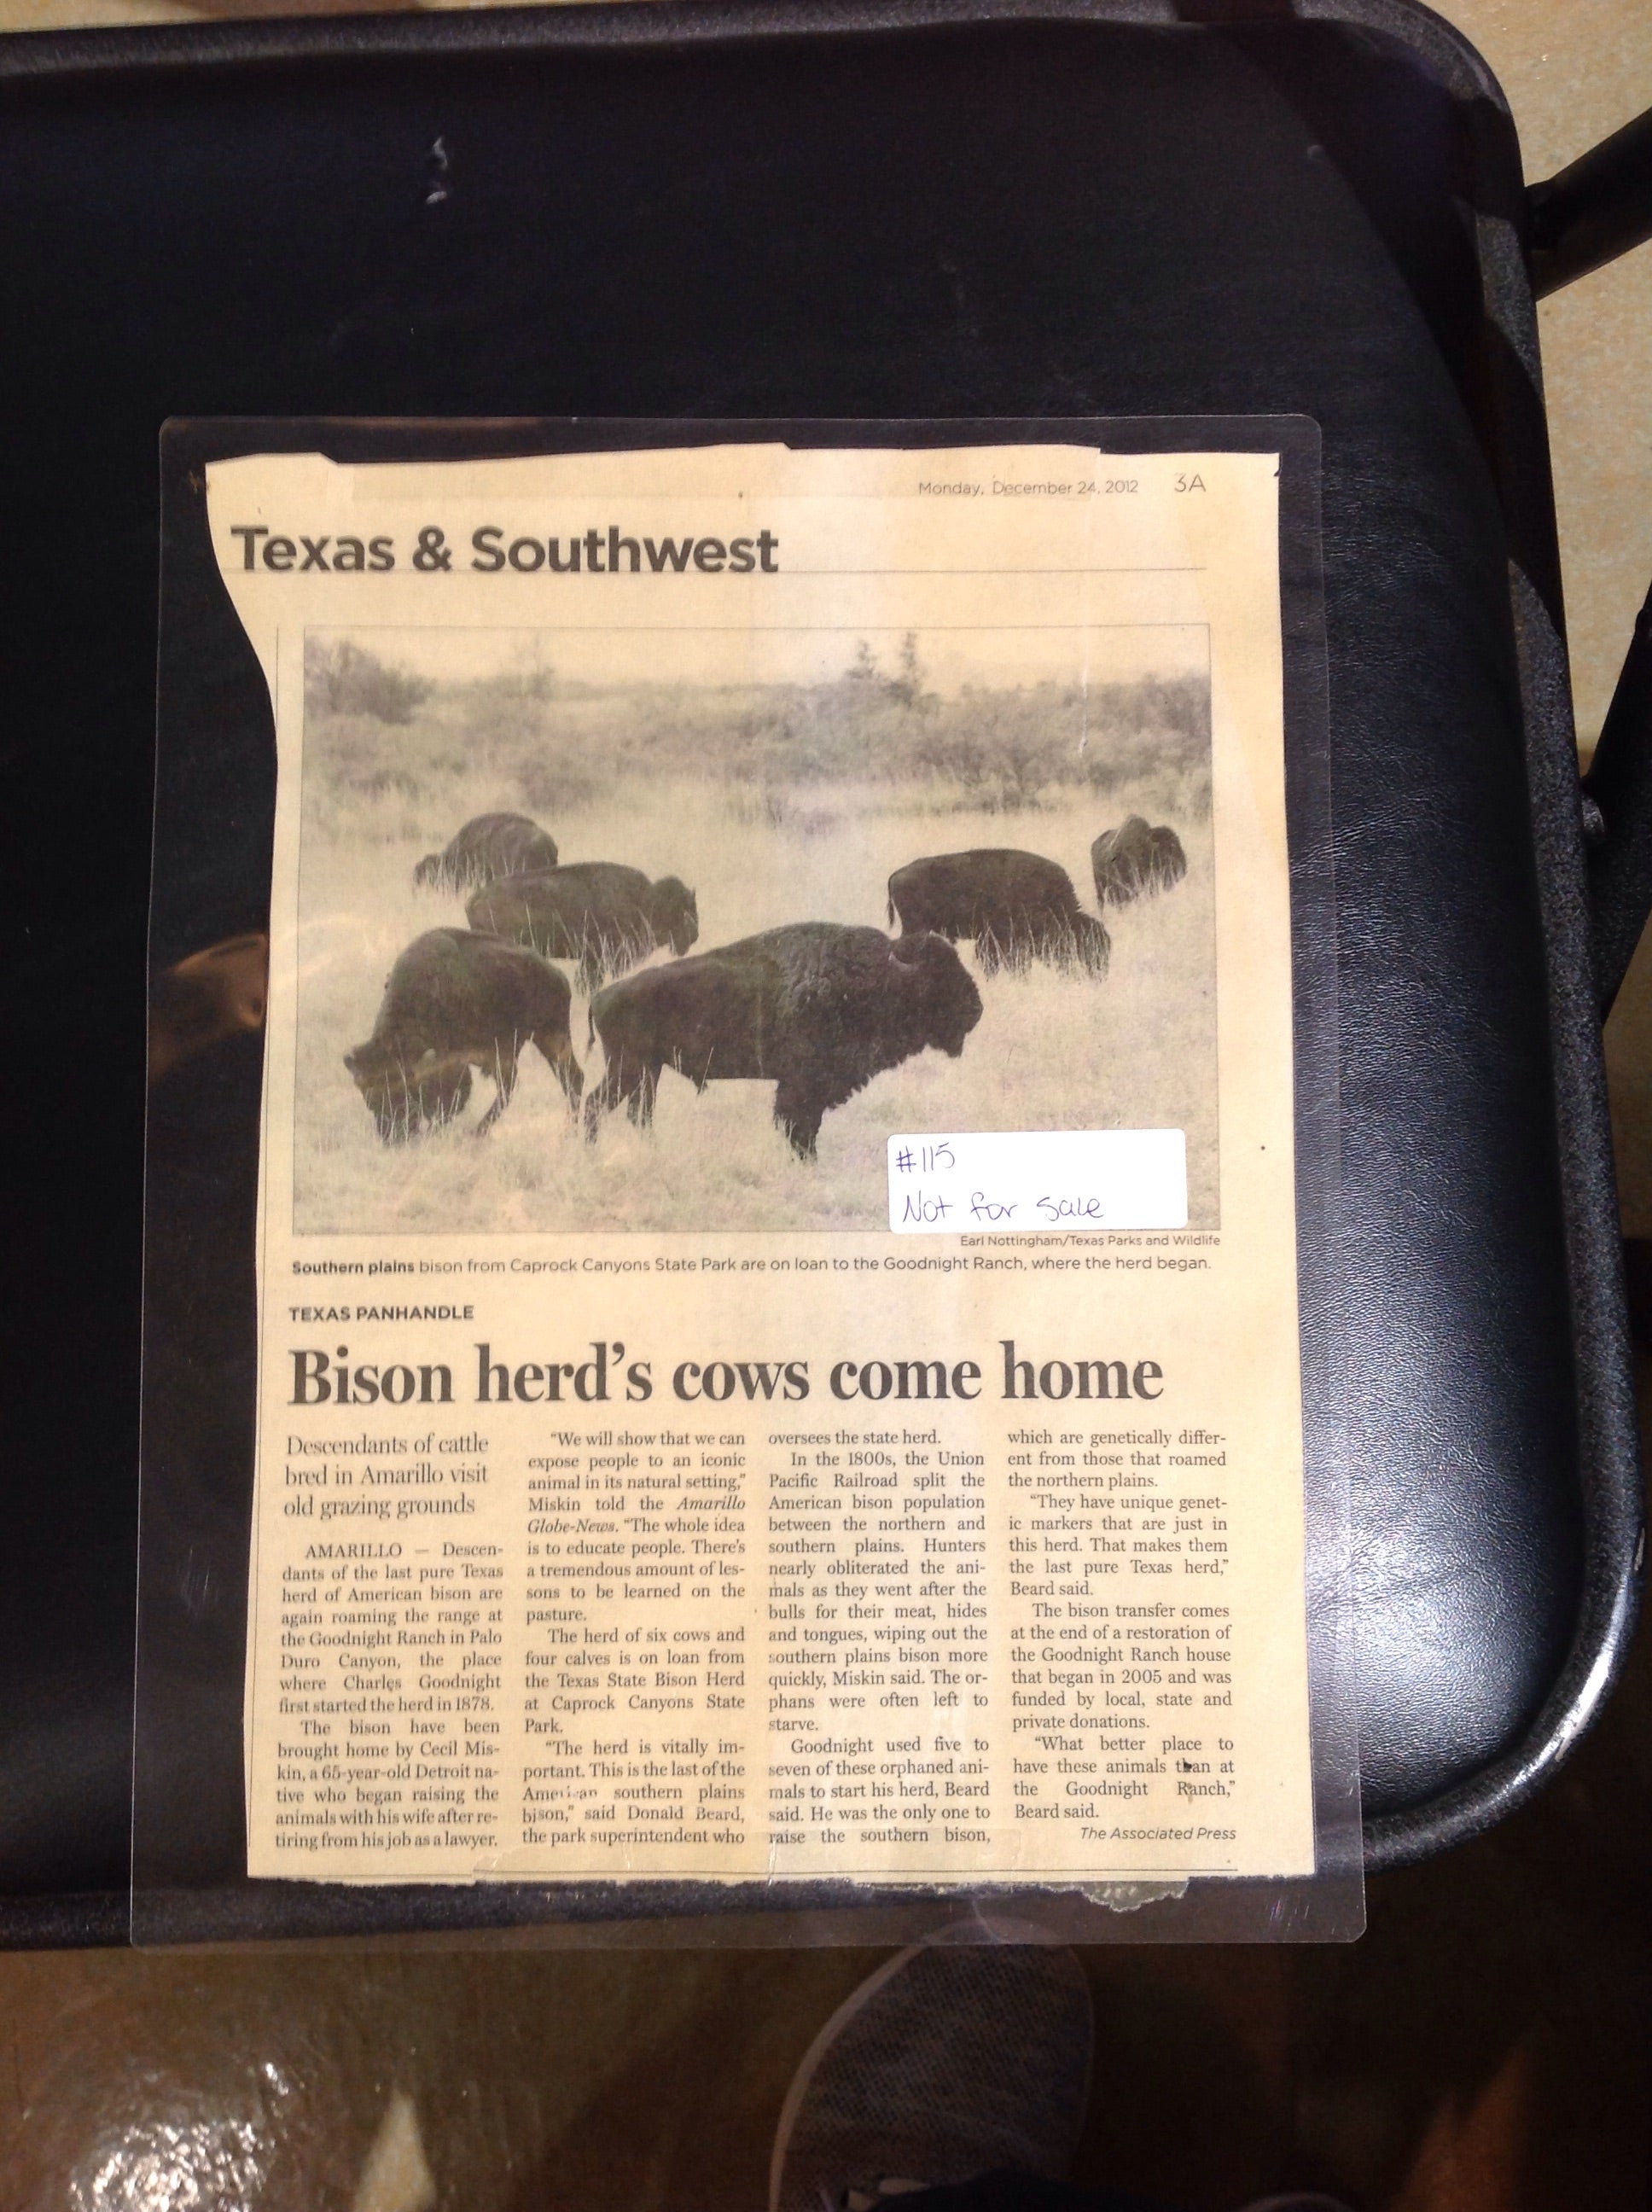 Monday, December 24, 2012 3A
Texas & Southwest
#115
Not for sale
Earl Nottingham/Texas Parks and Wildlife
Southern plains bison from Caprock Canyons State Park are on loan to the Goodnight Ranch, where the herd began.
TEXAS PANHANDLE
Bison herd's cows come home
Descendants of cattle
bred in Amarillo visit
old grazing grounds
AMARILLO — Descen-
dants of the last pure Texas
herd of American bison are
again roaming the range at
the Goodnight Ranch in Palo
Duro Canyon, the place
where Charles Goodnight
first started the herd in 1878.
The bison have been
brought home by Cecil Mis-
kin, a 65-year-old Detroit na-
tive who began raising the
animals with his wife after re-
tiring from his job as a lawyer.
"We will show that we can
expose people to an iconic
animal in its natural setting,"
Miskin told the Amarillo
Globe-News. "The whole idea
is to educate people. There's
a tremendous amount of les-
sons to be learned on the
pasture.
The herd of six cows and
four calves is on loan from
the Texas State Bison Herd
at Caprock Canyons State
Park.
"The herd is vitally im-
portant. This is the last of the
American southern plains
bison," said Donald Beard,
the park superintendent who
oversees the state herd.
In the 1800s, the Union
Pacific Railroad split the
American bison population
between the northern and
southern plains. Hunters
nearly obliterated the ani-
mals as they went after the
bulls for their meat, hides
and tongues, wiping out the
southern plains bison more
quickly, Miskin said. The or-
phans were often left to
starve.
Goodnight used five to
seven of these orphaned ani-
mals to start his herd, Beard
said. He was the only one to
raise the southern bison,
which are genetically differ-
ent from those that roamed
the northern plains.
"They have unique genet-
ic markers that are just in
this herd. That makes them
the last pure Texas herd,"
Beard said.
The bison transfer comes
at the end of a restoration of
the Goodnight Ranch house
that began in 2005 and was
funded by local, state and
private donations.
"What better place to
have these animals than at
the Goodnight Ranch,"
Beard said.
The Associated Press